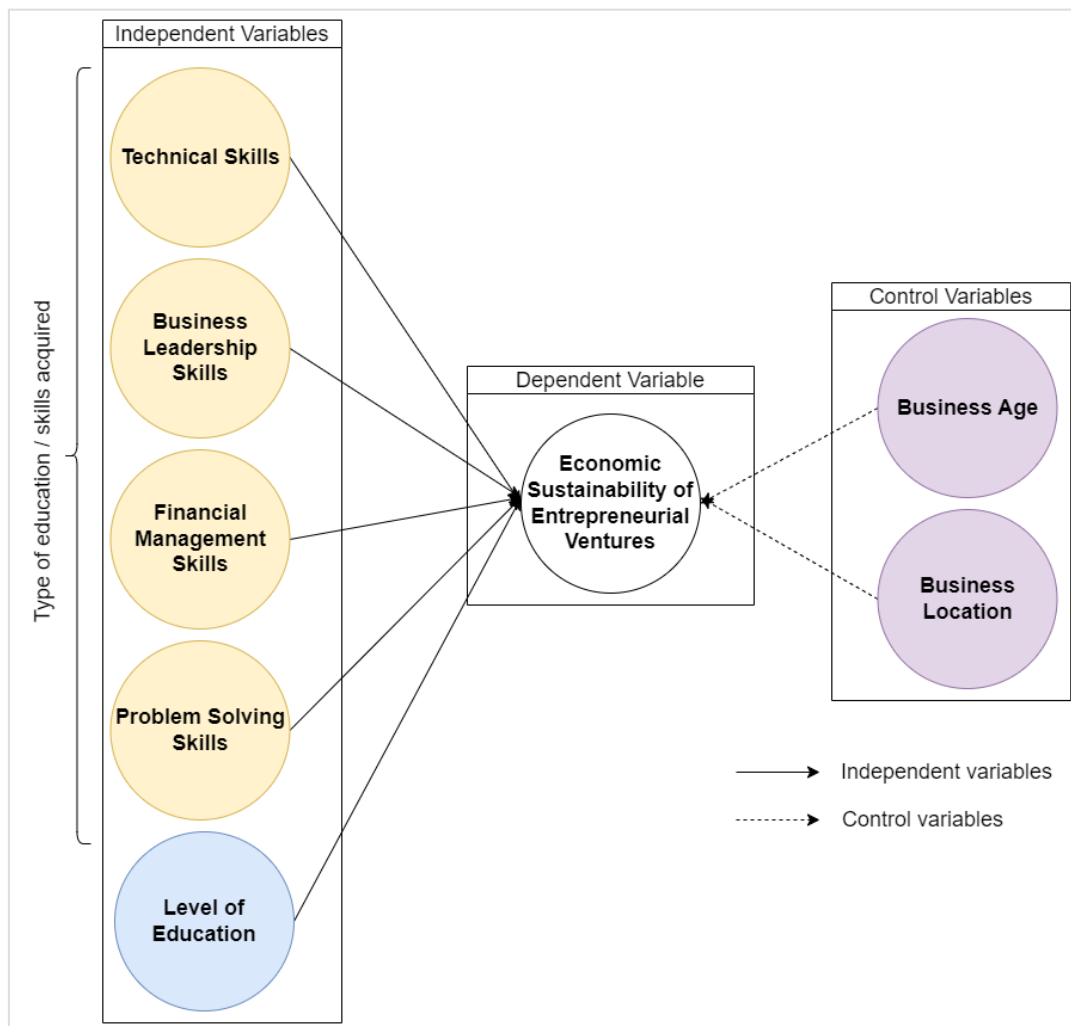 Independent Variables
Type of education / skills acquired
Technical Skills
Business
Leadership
Skills
Financial
Management
Skills
Problem Solving
Skills
Level of
Education
Dependent Variable
Economic
Sustainability of
Entrepreneurial
Ventures
Control Variables
Business Age
Business
Location
Independent variables
Control variables